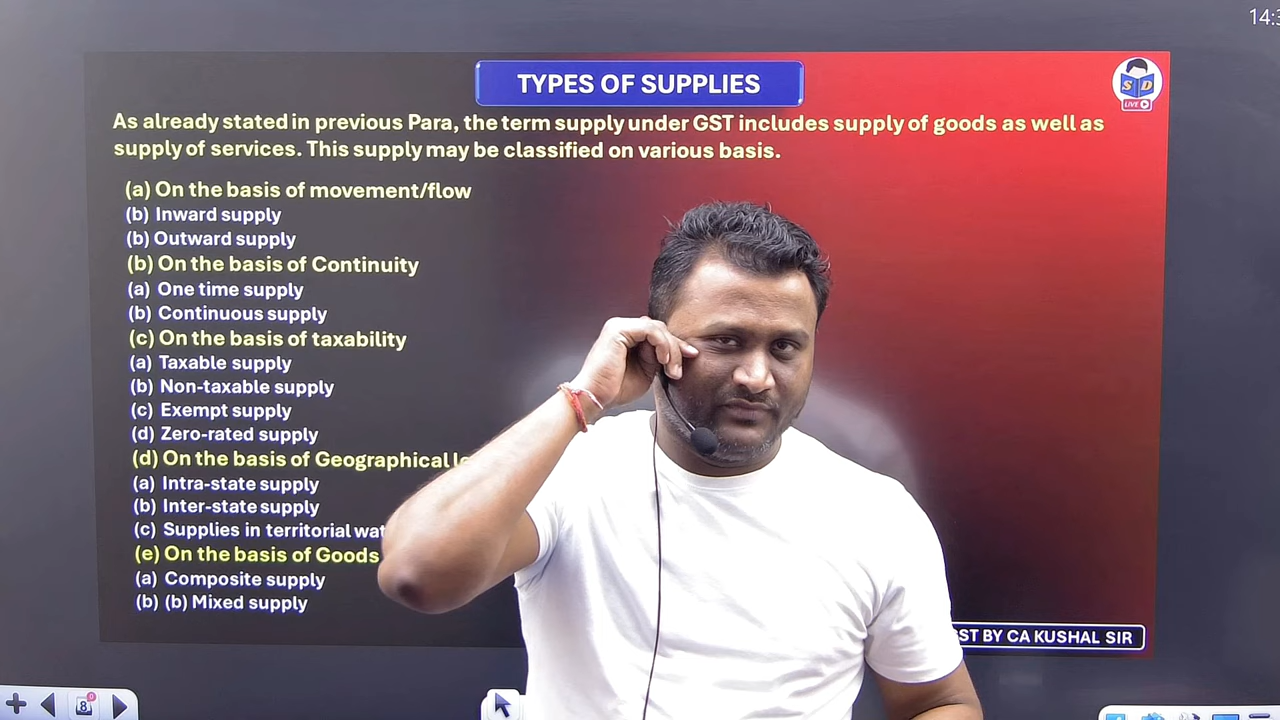 14:3
TYPES OF SUPPLIES
S D
LIVE
As already stated in previous Para, the term supply under GST includes supply of goods as well as
supply of services. This supply may be classified on various basis.
(a) On the basis of movement/flow
(b) Inward supply
(b) Outward supply
(b) On the basis of Continuity
(a) One time supply
(b) Continuous supply
(c) On the basis of taxability
(a) Taxable supply
(b) Non-taxable supply
(c) Exempt supply
(d) Zero-rated supply
(d) On the basis of Geographical
(a) Intra-state supply
(b) Inter-state supply
(c) Supplies in territorial
(e) On the basis of Goods
(a) Composite supply
(b) (b) Mixed supply
GST BY CA KUSHAL SIR
8
0